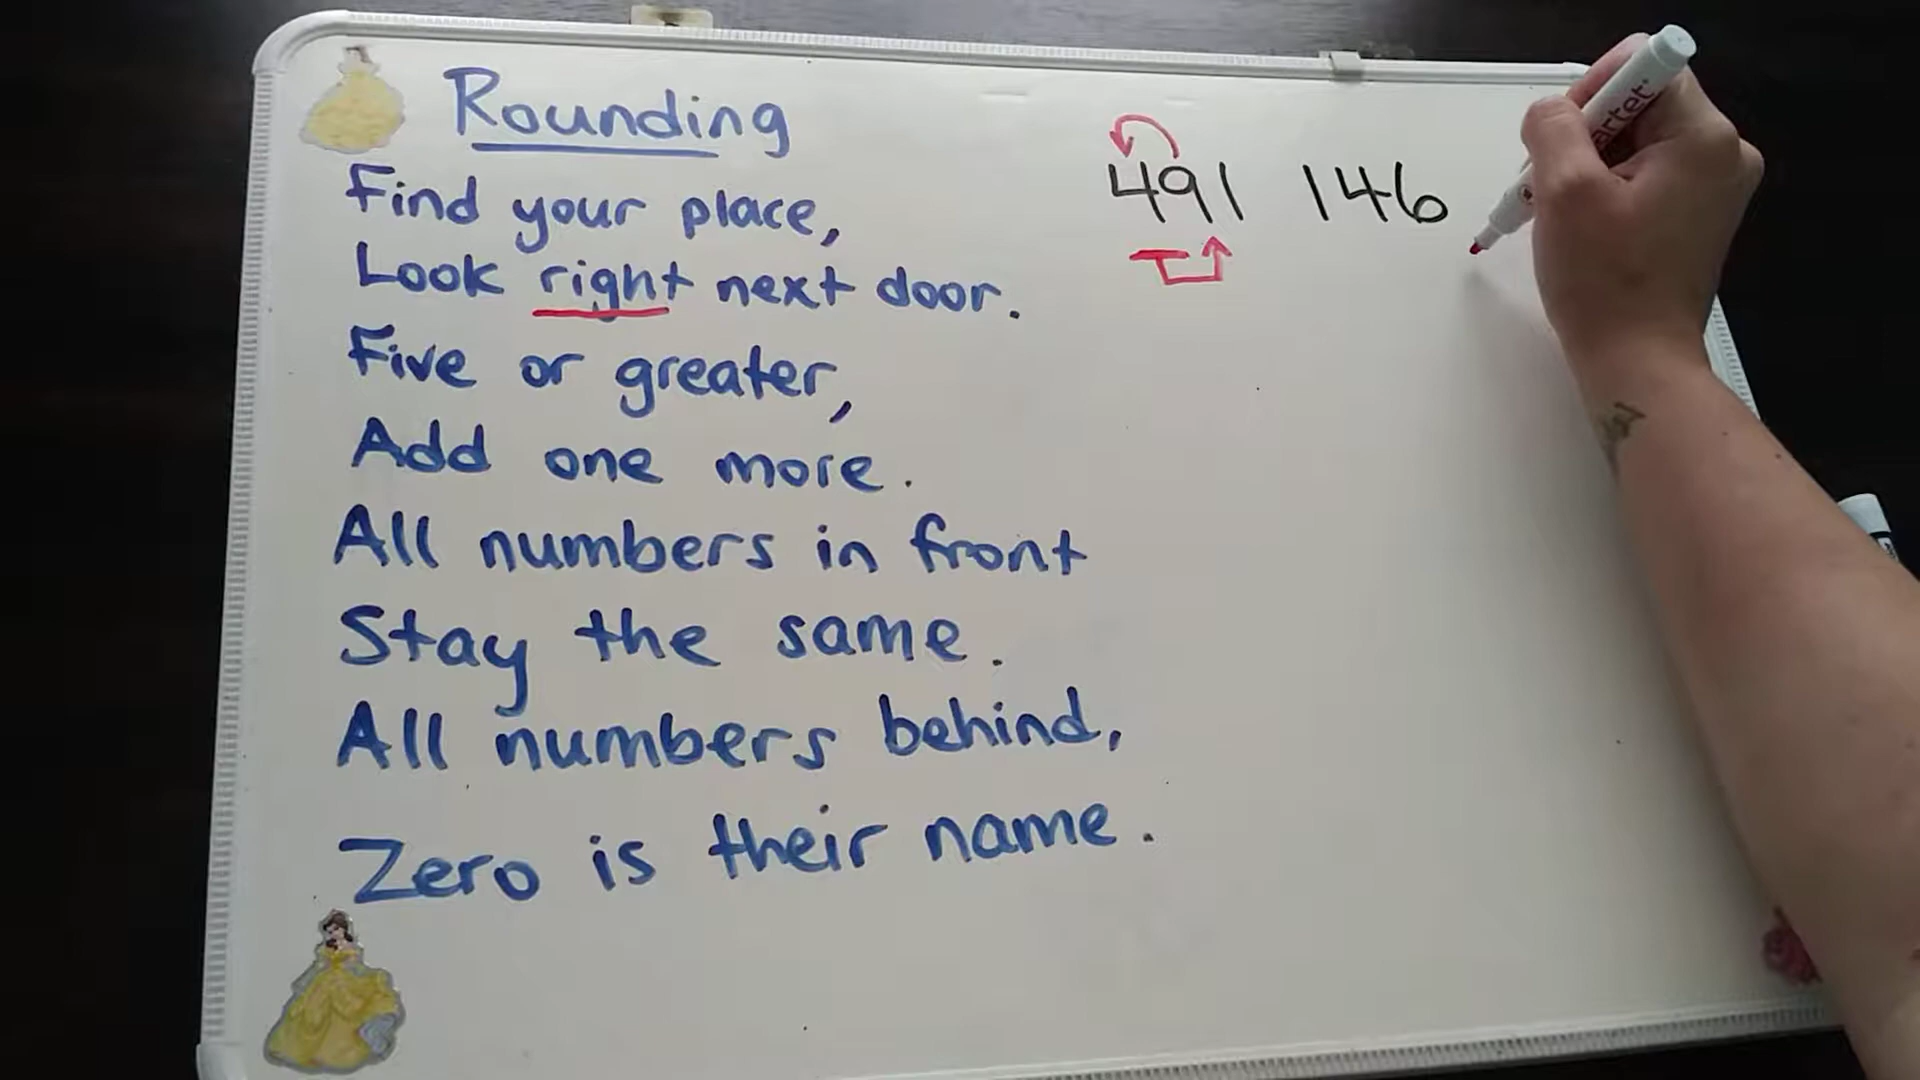 Rounding
Find your place,
Look right next door.
Five or greater,
Add one more.
All numbers in front
Stay the same.
All numbers behind,
Zero is their name.
491 146